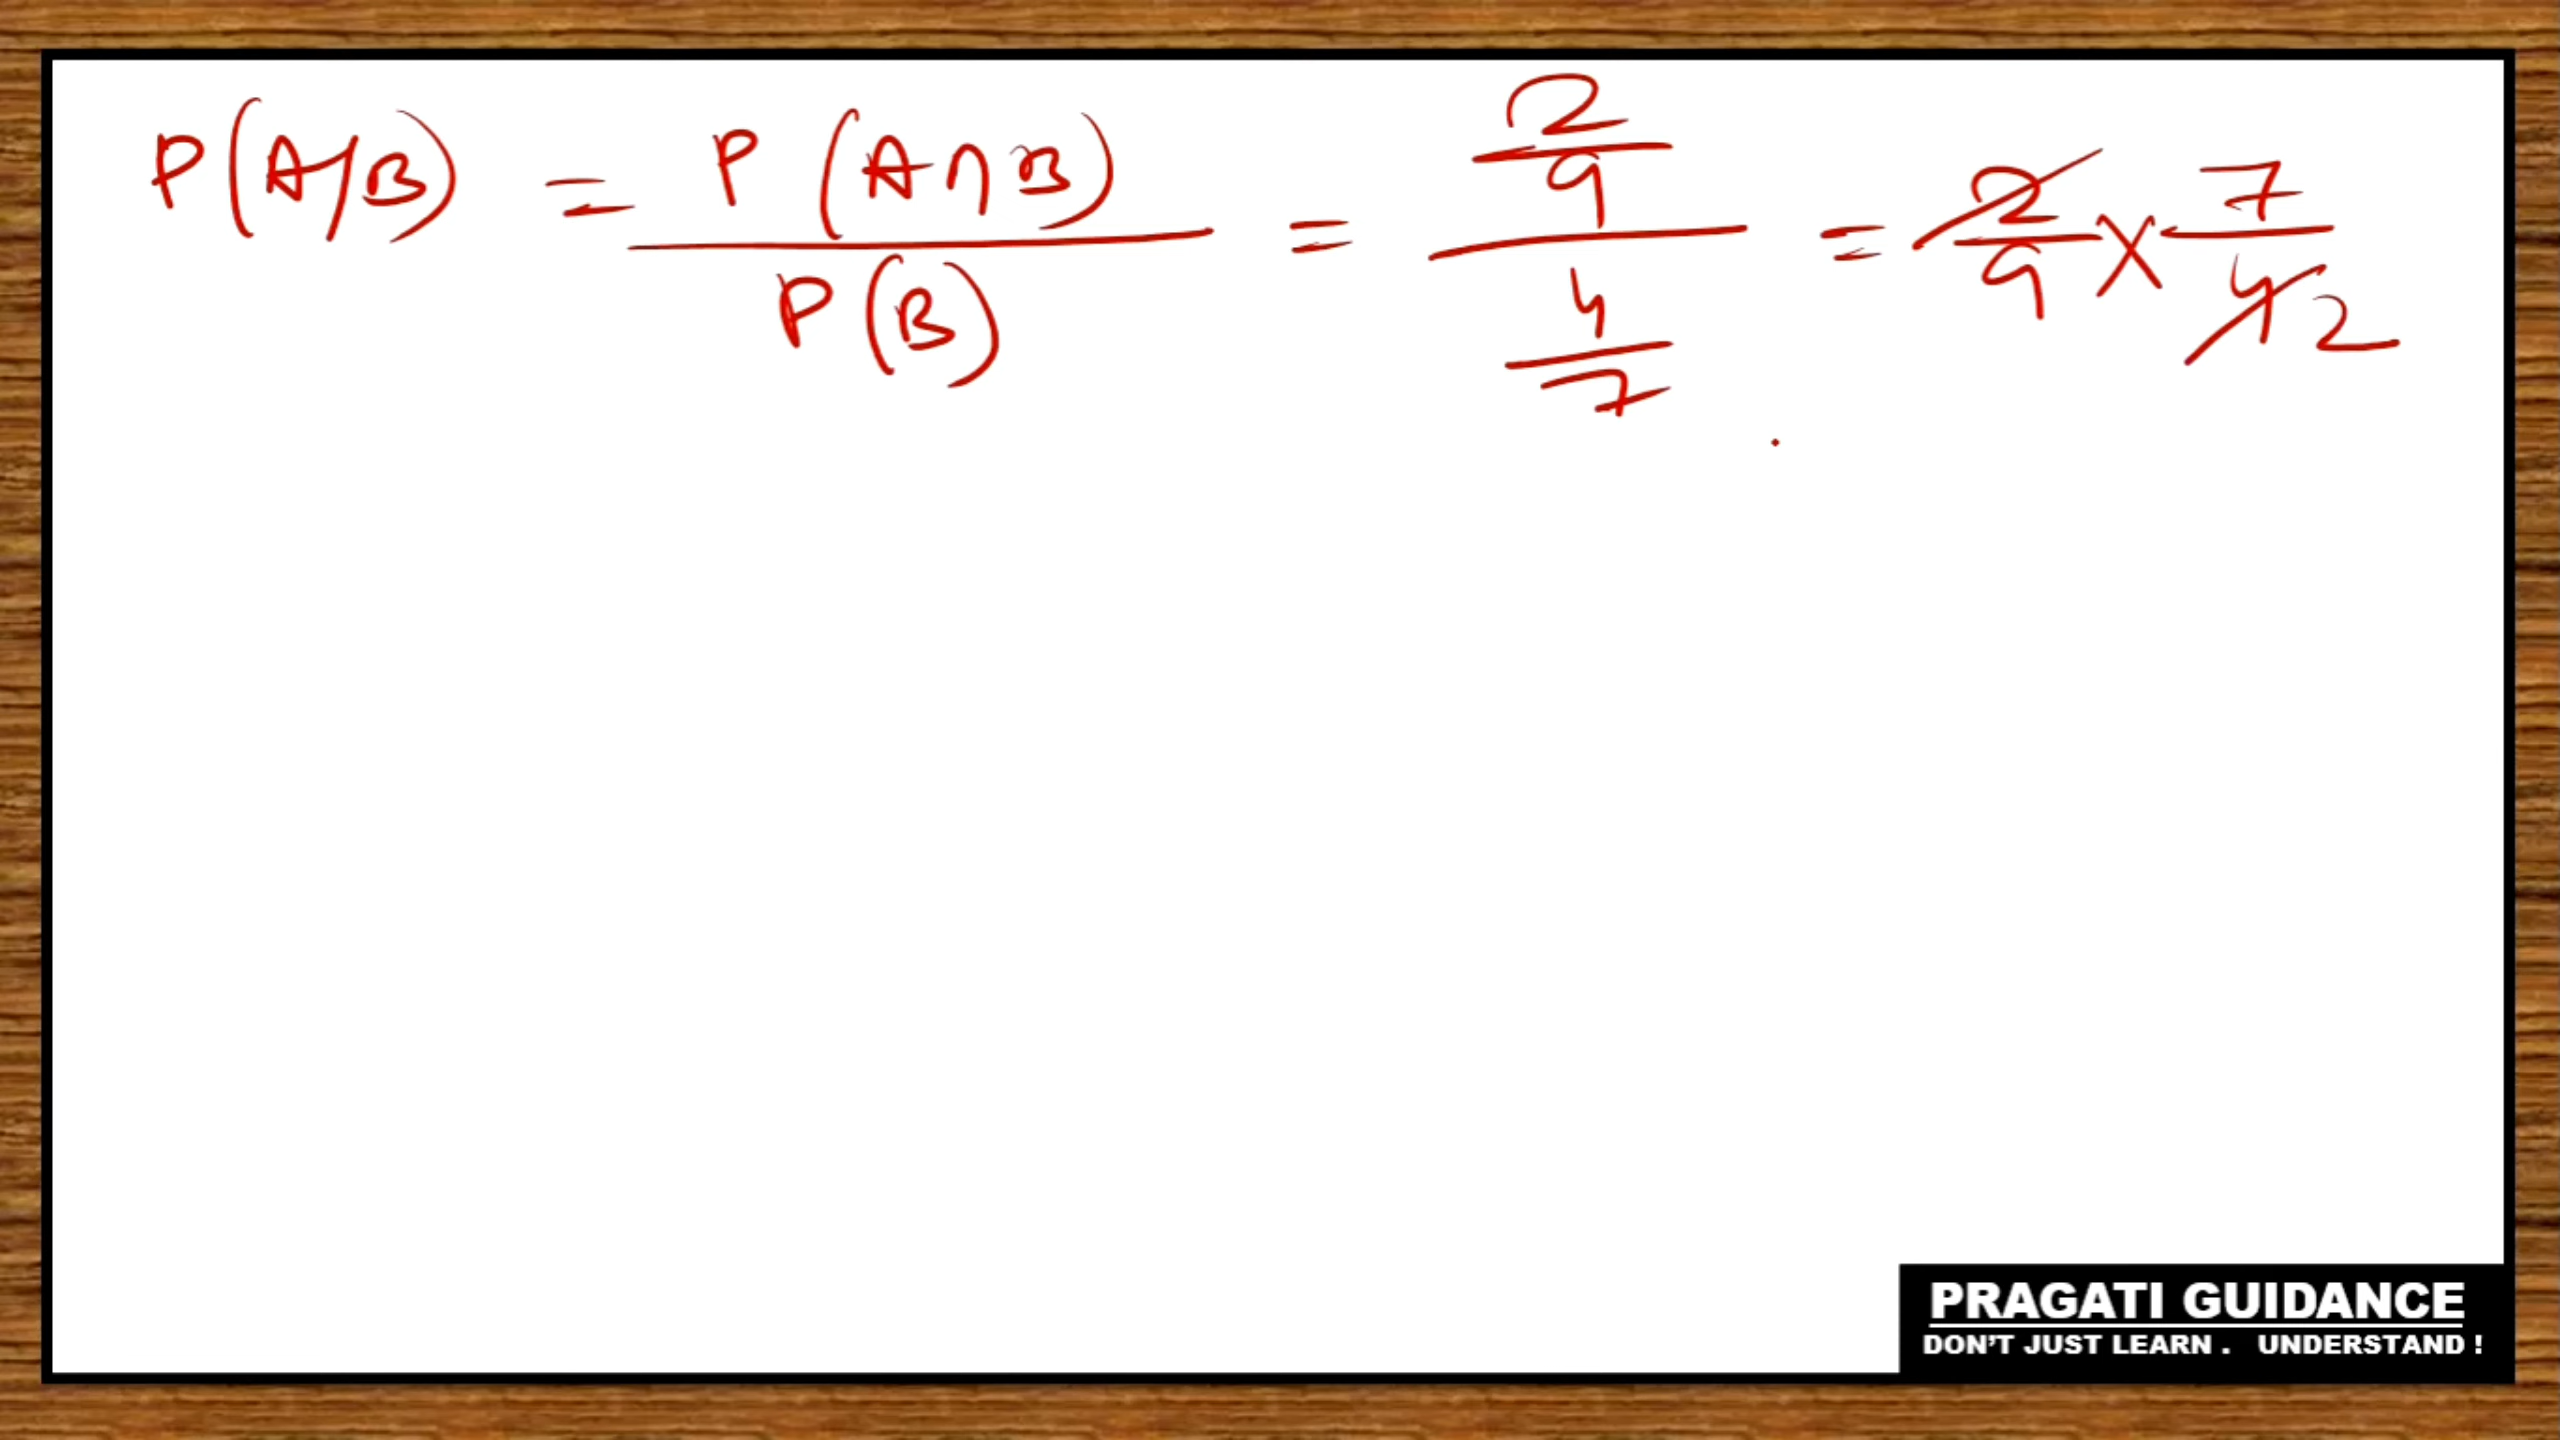 P(A/B) = P(A∩B) / P(B) = (2/9) / (4/7) = 2/9 × 7/4 2
PRAGATI GUIDANCE
DON'T JUST LEARN . UNDERSTAND !